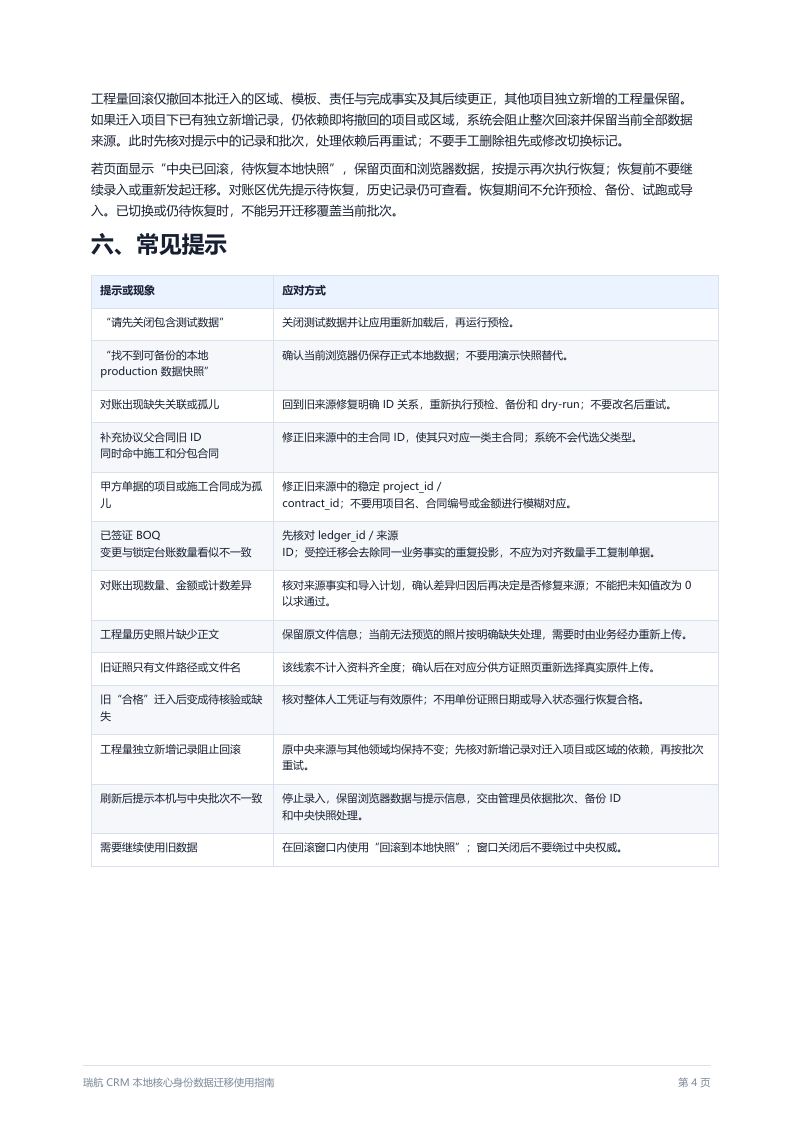 工程量回滚仅撤回本批迁入的区域、模板、责任与完成事实及其后续更正，其他项目独立新增的工程量保留。
如果迁入项目下已有独立新增记录，仍依赖即将撤回的项目或区域，系统会阻止整次回滚并保留当前全部数据
来源。此时先核对提示中的记录和批次，处理依赖后再重试；不要手工删除祖先或修改切换标记。
若页面显示“中央已回滚，待恢复本地快照”，保留页面和浏览器数据，按提示再次执行恢复；恢复前不要继
续录入或重新发起迁移。对账区优先提示待恢复，历史记录仍可查看。恢复期间不允许预检、备份、试跑或导
入。已切换或仍待恢复时，不能另开迁移覆盖当前批次。
六、常见提示
提示或现象
应对方式
“请先关闭包含测试数据”
关闭测试数据并让应用重新加载后，再运行预检。
“找不到可备份的本地
production 数据快照”
确认当前浏览器仍保存正式本地数据；不要用演示快照替代。
对账出现缺失关联或孤儿
回到旧来源修复明确 ID 关系，重新执行预检、备份和 dry-run；不要改名后重试。
补充协议父合同旧 ID
同时命中施工和分包合同
修正旧来源中的主合同 ID，使其只对应一类主合同；系统不会代选父类型。
甲方单据的项目或施工合同成为孤
儿
修正旧来源中的稳定 project_id /
contract_id；不要用项目名、合同编号或金额进行模糊对应。
已签证 BOQ
变更与锁定台账数量看似不一致
先核对 ledger_id / 来源
ID；受控迁移会去除同一业务事实的重复投影，不应为对齐数量手工复制单据。
对账出现数量、金额或计数差异
核对来源事实和导入计划，确认差异归因后再决定是否修复来源；不能把未知值改为 0
以求通过。
工程量历史照片缺少正文
保留原文件信息；当前无法预览的照片按明确缺失处理，需要时由业务经办重新上传。
旧证照只有文件路径或文件名
该线索不计入资料齐全度；确认后在对应分供方证照页重新选择真实原件上传。
旧“合格”迁入后变成待核验或缺
失
核对整体人工凭证与有效原件；不用单份证照日期或导入状态强行恢复合格。
工程量独立新增记录阻止回滚
原中央来源与其他领域均保持不变；先核对新增记录对迁入项目或区域的依赖，再按批次
重试。
刷新后提示本机与中央批次不一致
停止录入，保留浏览器数据与提示信息，交由管理员依据批次、备份 ID
和中央快照处理。
需要继续使用旧数据
在回滚窗口内使用“回滚到本地快照”；窗口关闭后不要绕过中央权威。
瑞航 CRM 本地核心身份数据迁移使用指南
第 4 页